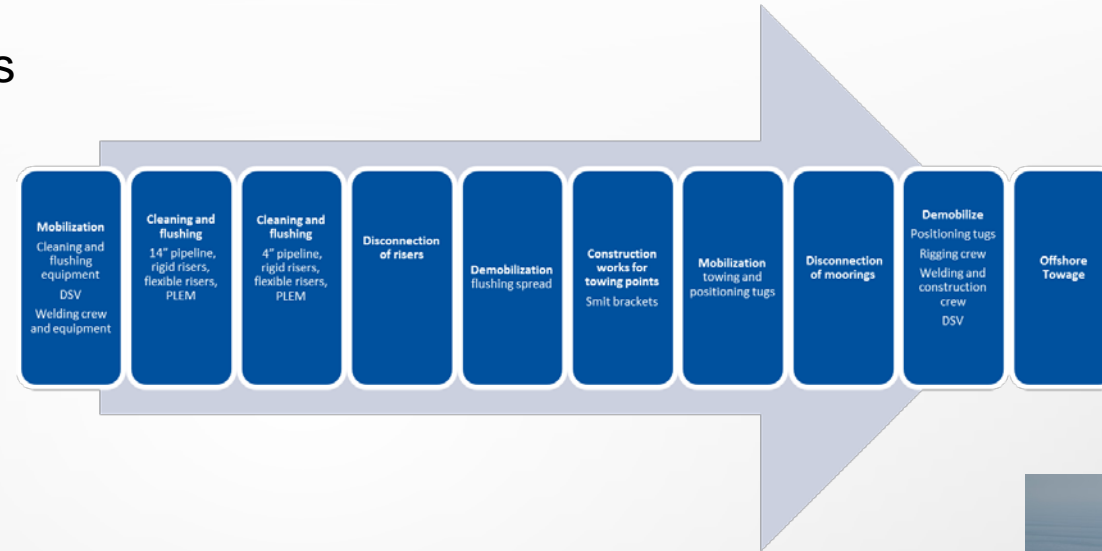 s
Mobilization
Cleaning and
flushing
equipment
DSV
Welding crew
and equipment
Cleaning and
flushing
14” pipeline,
rigid risers,
flexible risers,
PLEM
Cleaning and
flushing
4” pipeline,
rigid risers,
flexible risers,
PLEM
Disconnection
of risers
Demobilization
flushing spread
Construction
works for
towing points
Smit brackets
Mobilization
towing and
positioning tugs
Disconnection
of moorings
Demobilize
Positioning tugs
Rigging crew
Welding and
construction
crew
DSV
Offshore
Towage